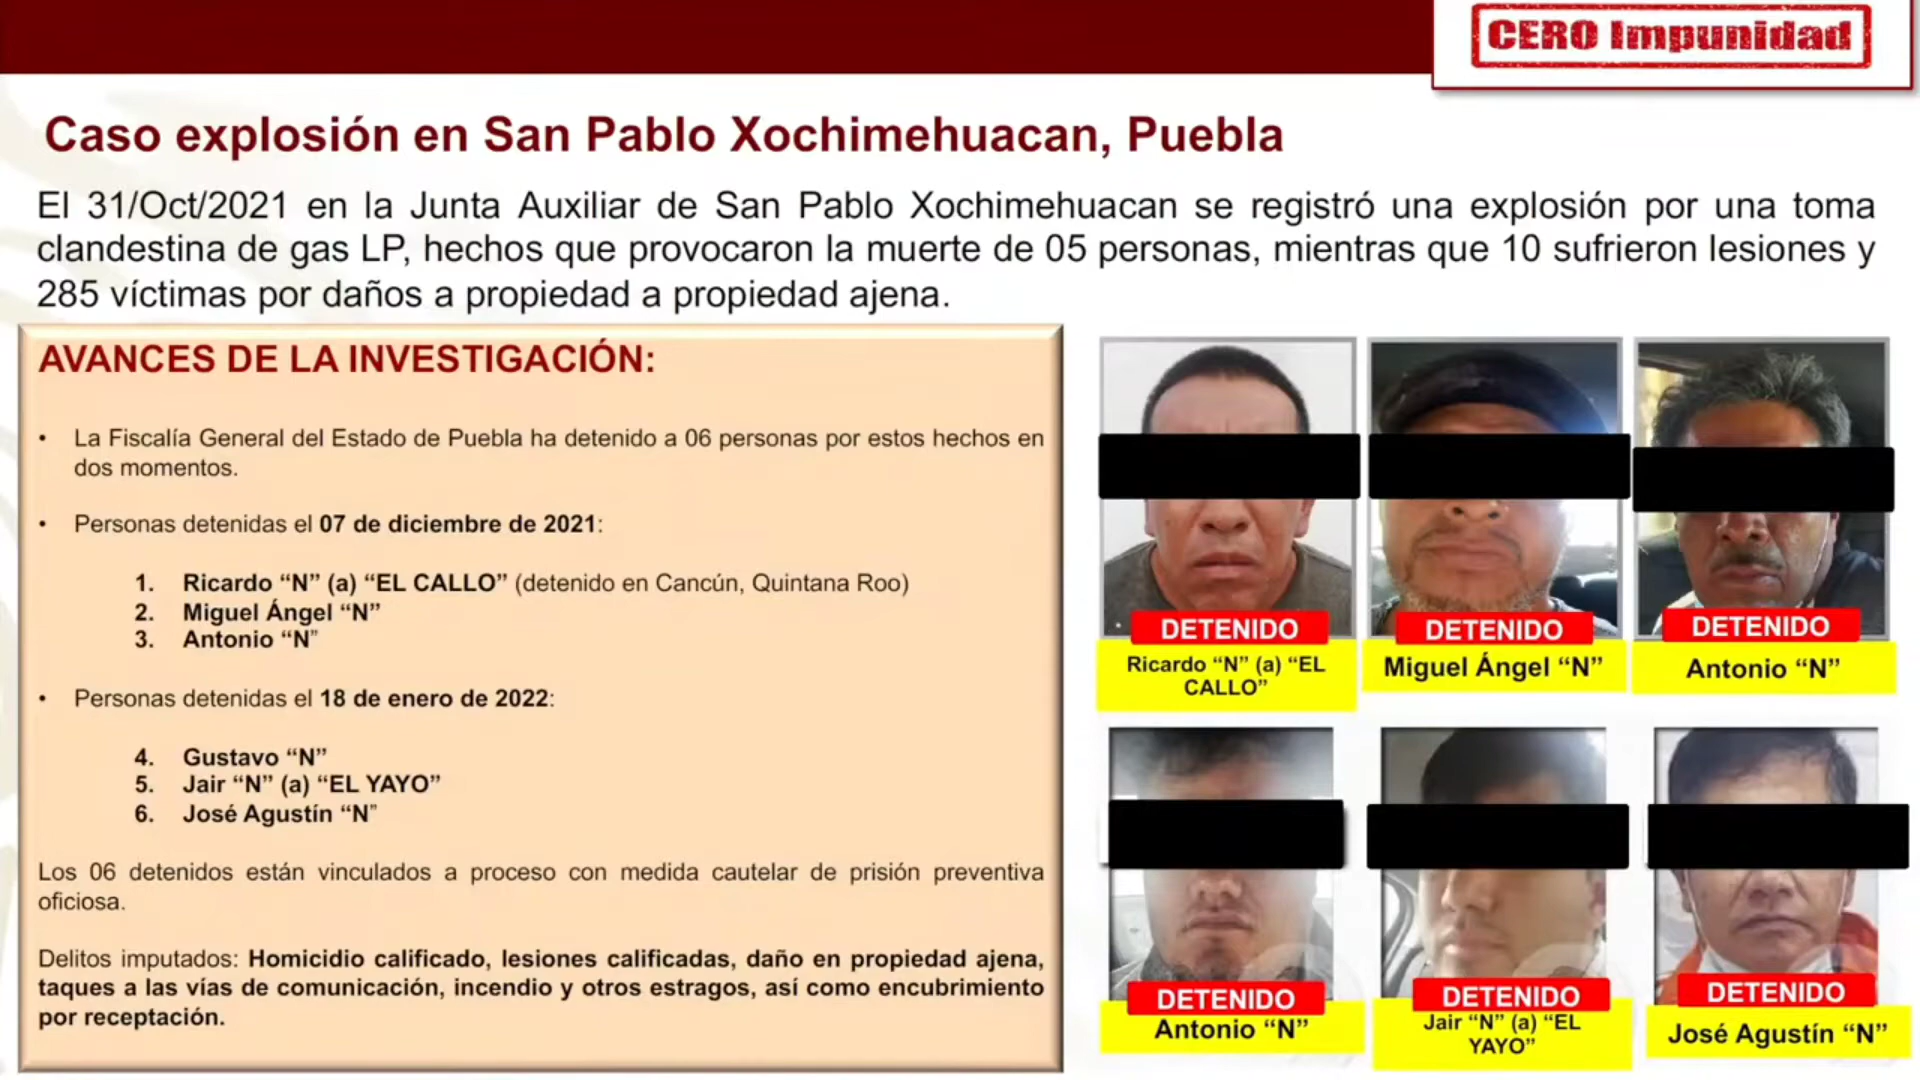 CERO Impunidad
Caso explosión en San Pablo Xochimehuacan, Puebla
El 31/Oct/2021 en la Junta Auxiliar de San Pablo Xochimehuacan se registró una explosión por una toma
clandestina de gas LP, hechos que provocaron la muerte de 05 personas, mientras que 10 sufrieron lesiones y
285 víctimas por daños a propiedad a propiedad ajena.
AVANCES DE LA INVESTIGACIÓN:
• La Fiscalía General del Estado de Puebla ha detenido a 06 personas por estos hechos en
dos momentos.
• Personas detenidas el 07 de diciembre de 2021:
1. Ricardo “N” (a) “EL CALLO” (detenido en Cancún, Quintana Roo)
2. Miguel Ángel “N”
3. Antonio “N”
• Personas detenidas el 18 de enero de 2022:
4. Gustavo “N”
5. Jair “N” (a) “EL YAYO”
6. José Agustín “N”
Los 06 detenidos están vinculados a proceso con medida cautelar de prisión preventiva
oficiosa.
Delitos imputados: Homicidio calificado, lesiones calificadas, daño en propiedad ajena,
taques a las vías de comunicación, incendio y otros estragos, así como encubrimiento
por receptación.
DETENIDO
Ricardo “N” (a) “EL
CALLO”
DETENIDO
Miguel Ángel “N”
DETENIDO
Antonio “N”
DETENIDO
Antonio “N”
DETENIDO
Jair “N” (a) “EL
YAYO”
DETENIDO
José Agustín “N”